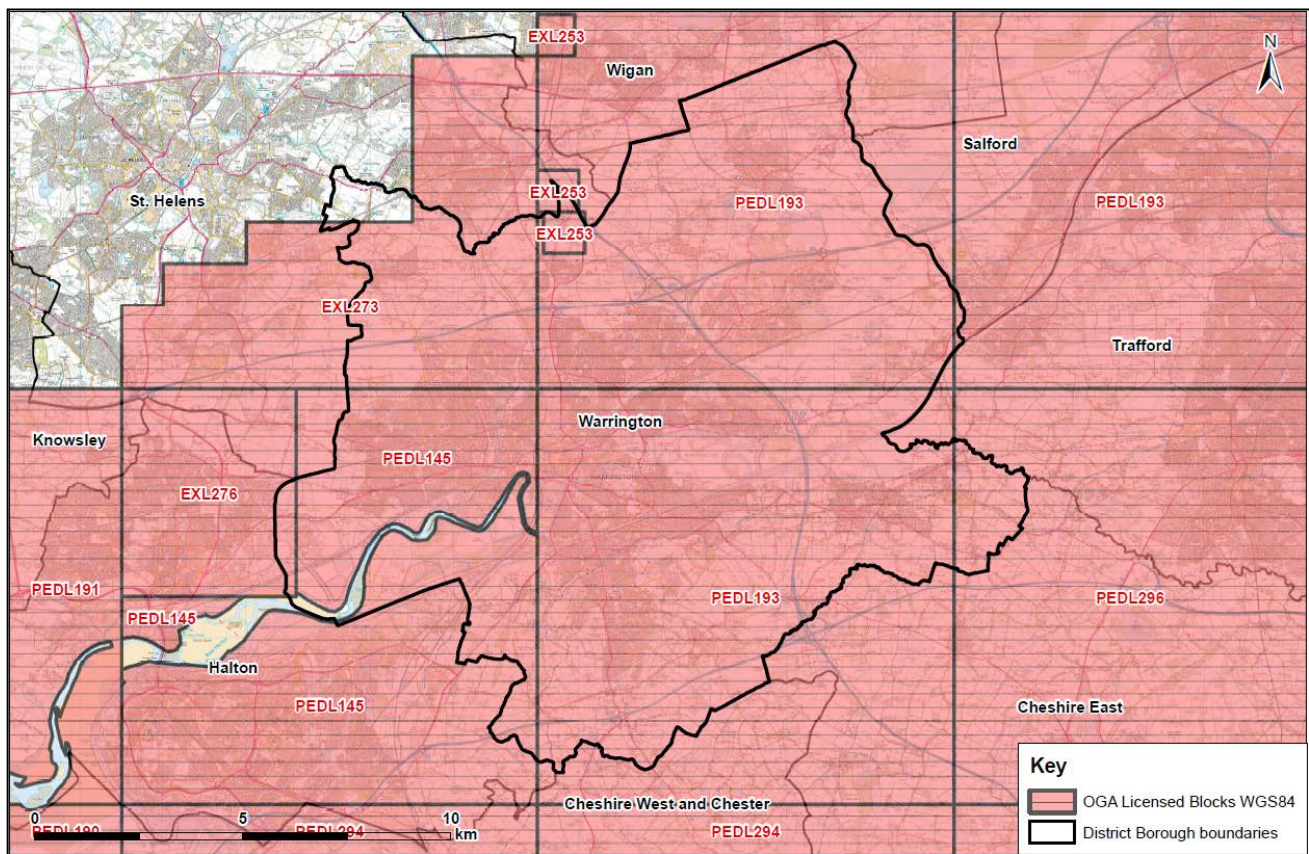 EXL253
Wigan
N
Salford
St. Helens
EXL253
PEDL193
PEDL193
EXL253
EXL273
Trafford
Knowsley
Warrington
PEDL145
EXL276
PEDL191
PEDL145
PEDL193
PEDL296
Halton
PEDL145
Cheshire East
Key
OGA Licensed Blocks WGS84
District Borough boundaries
Cheshire West and Chester
0 5 10
km
PEDL190
PEDL294
PEDL294